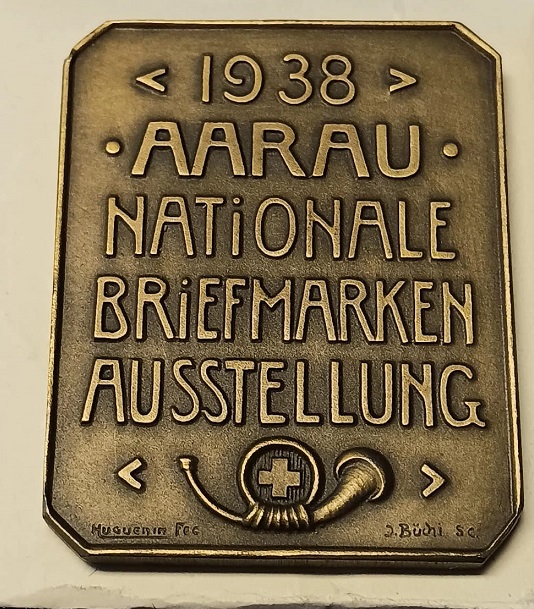 < 1938 >
· AARAU ·
NATiONALE
BRiEFMARKEN
AUSSTELLUNG
< >
Huguenin Fec J. Büchi Sc.